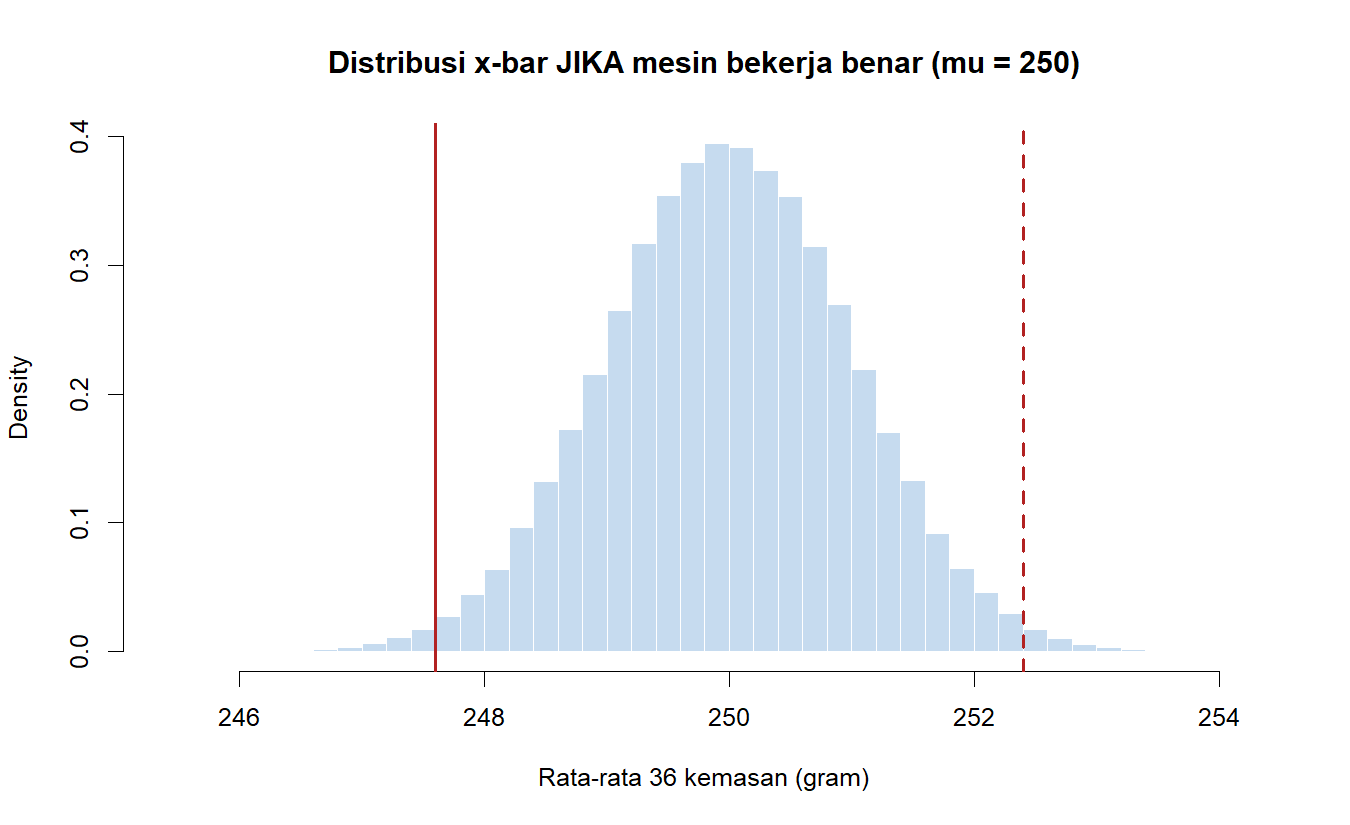 Distribusi x-bar JIKA mesin bekerja benar (mu = 250)
0.4
0.3
0.2
0.1
0.0
Density
246 248 250 252 254
Rata-rata 36 kemasan (gram)